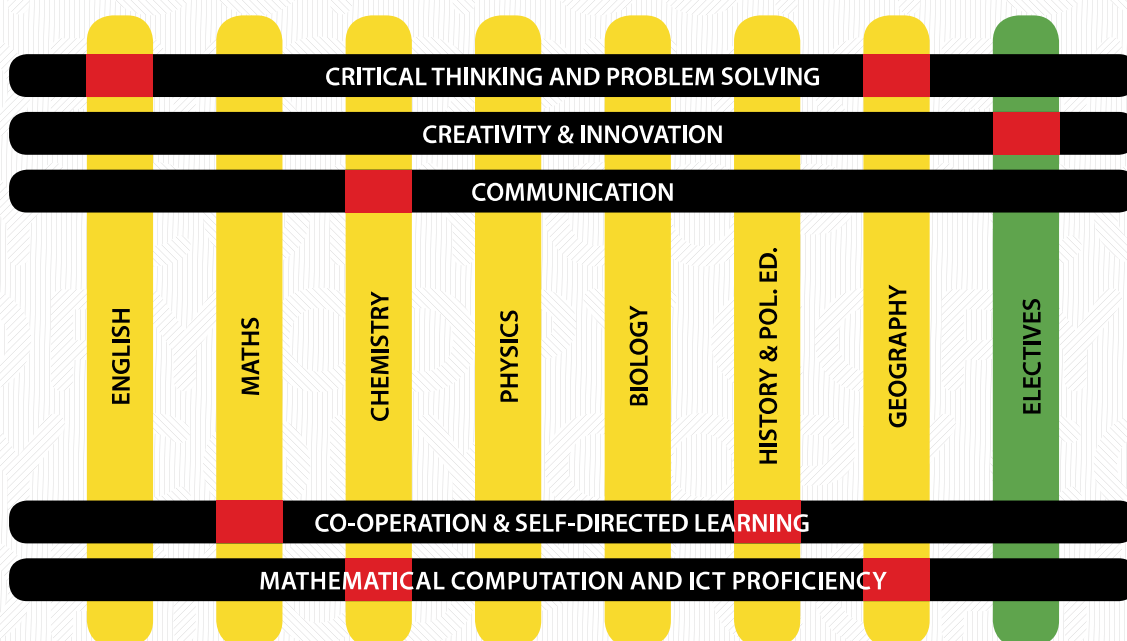 CRITICAL THINKING AND PROBLEM SOLVING
CREATIVITY & INNOVATION
COMMUNICATION
ENGLISH
MATHS
CHEMISTRY
PHYSICS
BIOLOGY
HISTORY & POL. ED.
GEOGRAPHY
ELECTIVES
CO-OPERATION & SELF-DIRECTED LEARNING
MATHEMATICAL COMPUTATION AND ICT PROFICIENCY